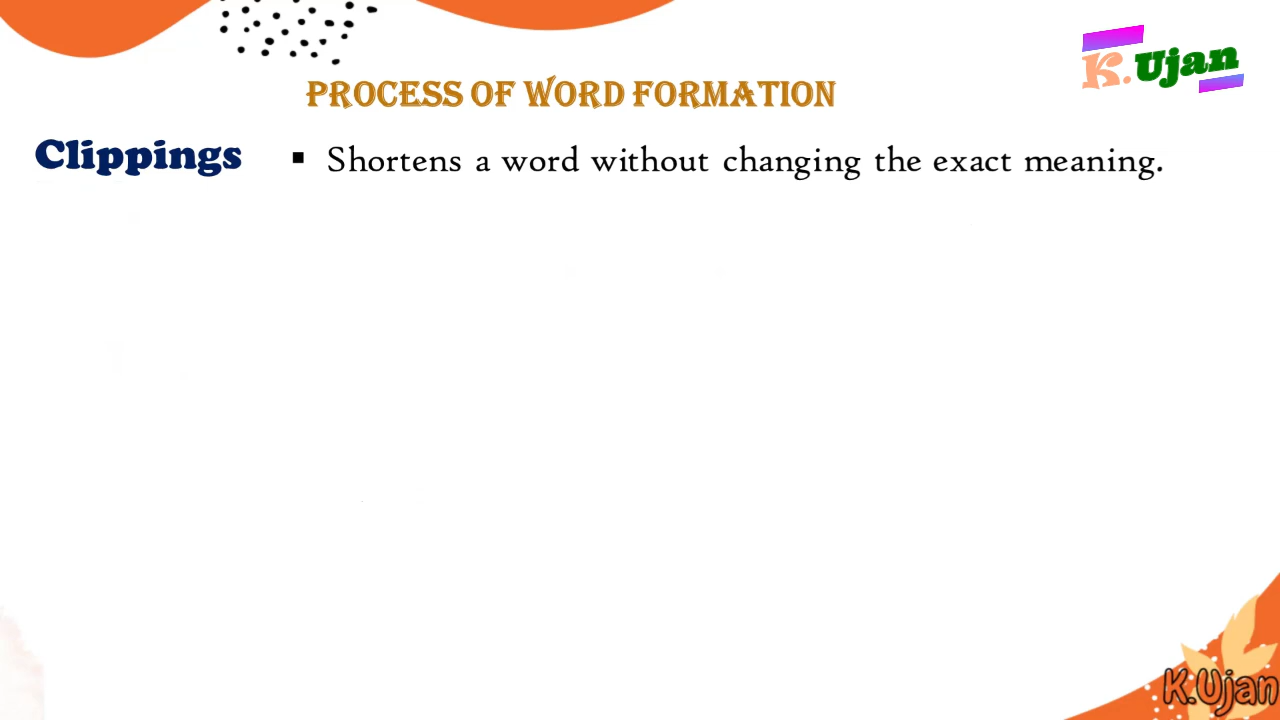 K.Ujan
PROCESS OF WORD FORMATION
Clippings ▪ Shortens a word without changing the exact meaning.
K.Ujan